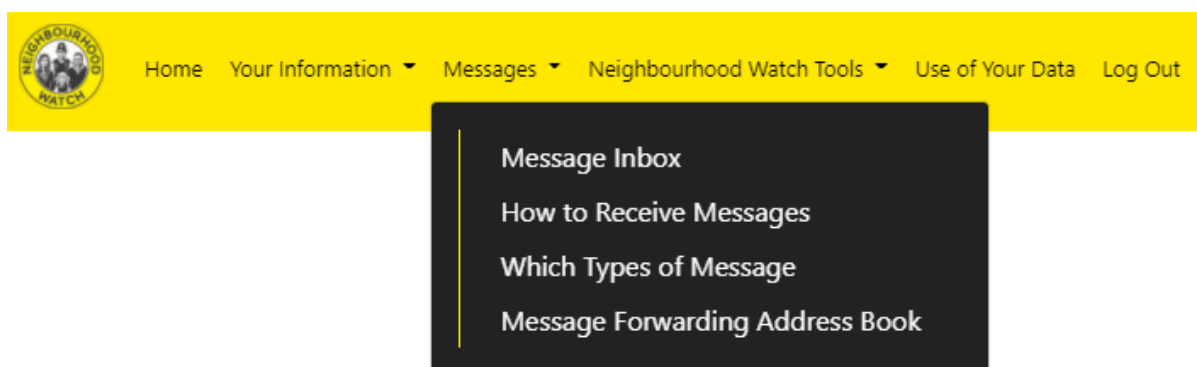 NEIGHBOURHOOD
WATCH
Home Your Information Messages Neighbourhood Watch Tools Use of Your Data Log Out
Message Inbox
How to Receive Messages
Which Types of Message
Message Forwarding Address Book